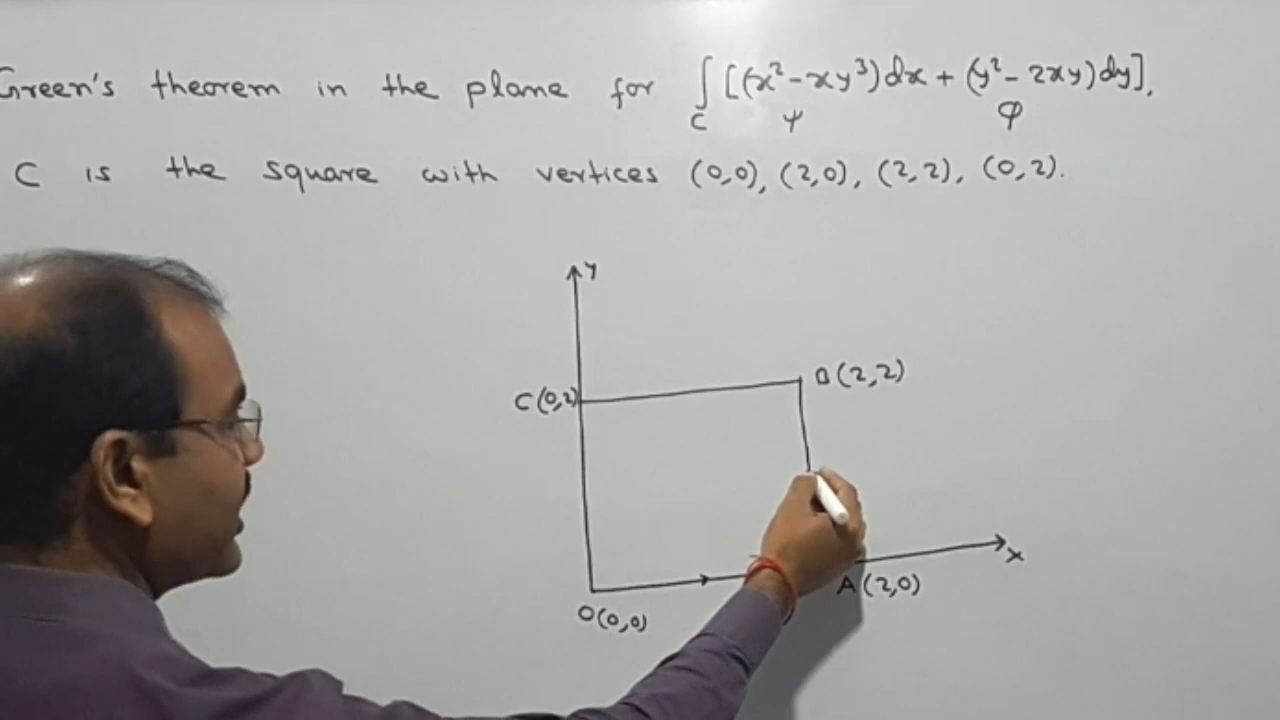 Green's theorem in the plane for ∫_C [(x²-xy³)dx + (y²-2xy)dy],
ψ φ
C is the square with vertices (0,0), (2,0), (2,2), (0,2).
Y
B(2,2)
C(0,2)
X
A(2,0)
O(0,0)